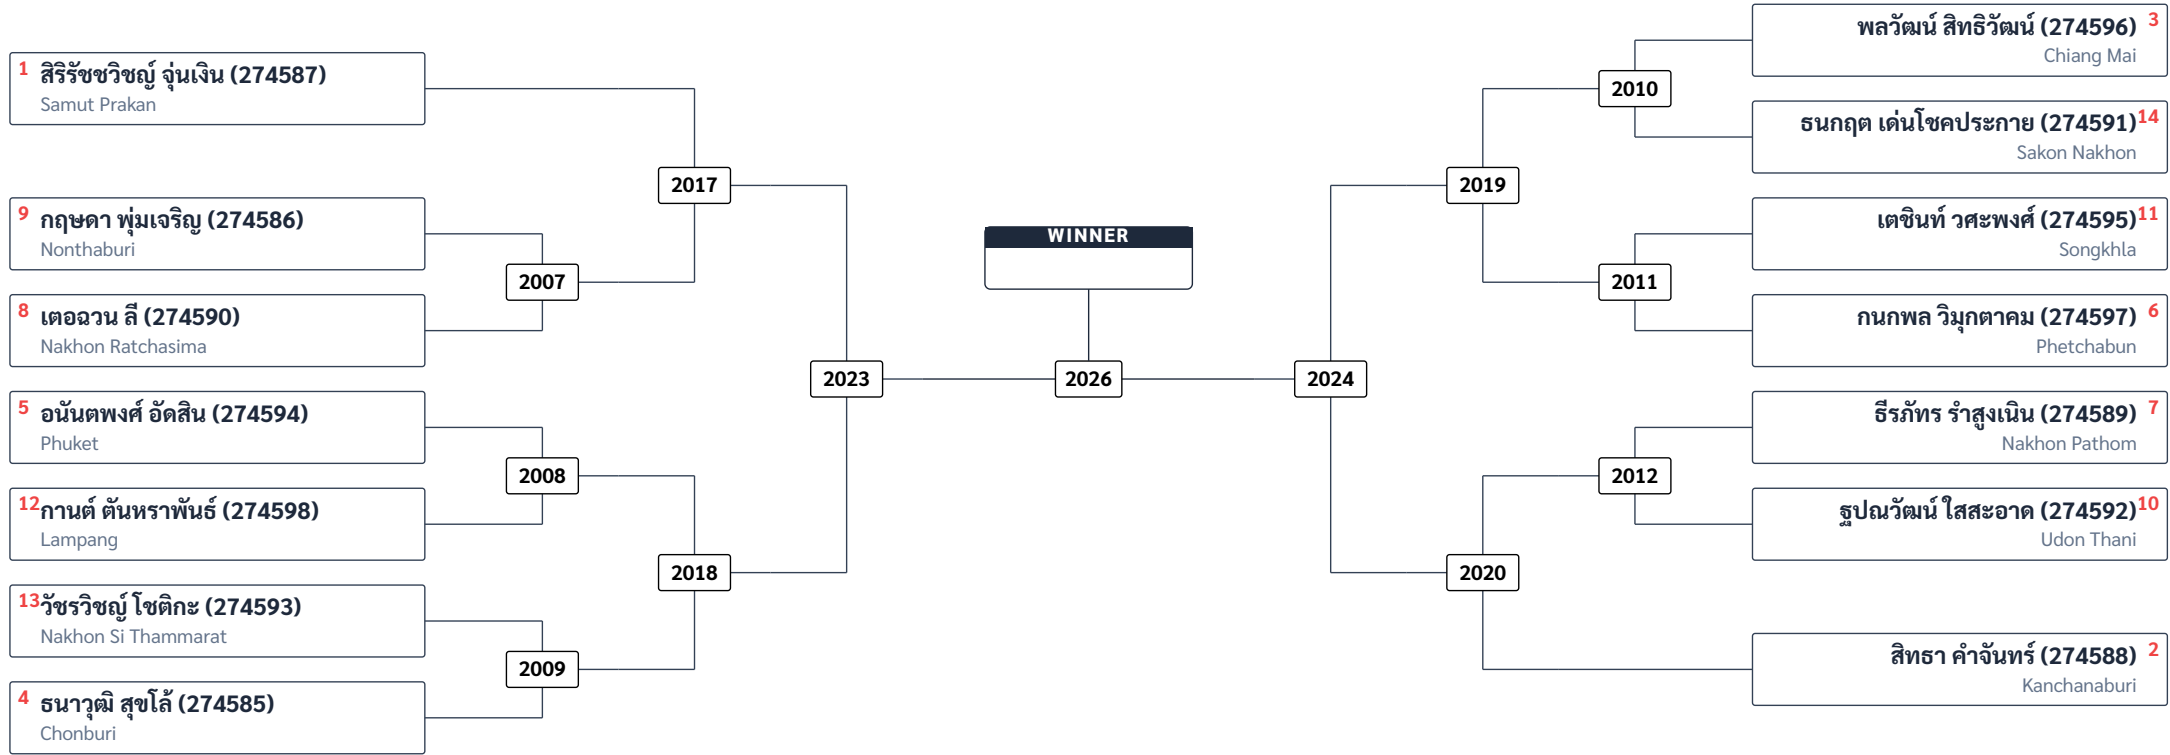 1 สิริรัชชวิชญ์ จุ่นเงิน (274587)
Samut Prakan
9 กฤษดา พุ่มเจริญ (274586)
Nonthaburi
8 เตอฉวน ลี (274590)
Nakhon Ratchasima
5 อนันตพงศ์ อัดสิน (274594)
Phuket
12 กานต์ ตันหราพันธ์ (274598)
Lampang
13 วัชรวิชญ์ โชติกะ (274593)
Nakhon Si Thammarat
4 ธนาวุฒิ สุขโล้ (274585)
Chonburi
2007
2008
2009
2017
2018
2023
WINNER
2026
2024
2019
2020
2010
2011
2012
พลวัฒน์ สิทธิวัฒน์ (274596) 3
Chiang Mai
ธนกฤต เด่นโชคประกาย (274591) 14
Sakon Nakhon
เตชินท์ วศะพงศ์ (274595) 11
Songkhla
กนกพล วิมุกตาคม (274597) 6
Phetchabun
ธีรภัทร รำสูงเนิน (274589) 7
Nakhon Pathom
ฐปณวัฒน์ ใสสะอาด (274592) 10
Udon Thani
สิทธา คำจันทร์ (274588) 2
Kanchanaburi